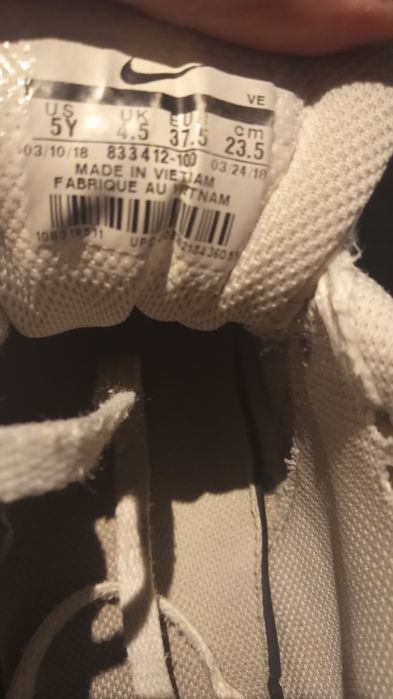 VE
US UK EUR cm
5Y 4.5 37.5 23.5
03/10/18 833412-100 03/24/18
MADE IN VIETNAM
FABRIQUE AU VIETNAM
UPC